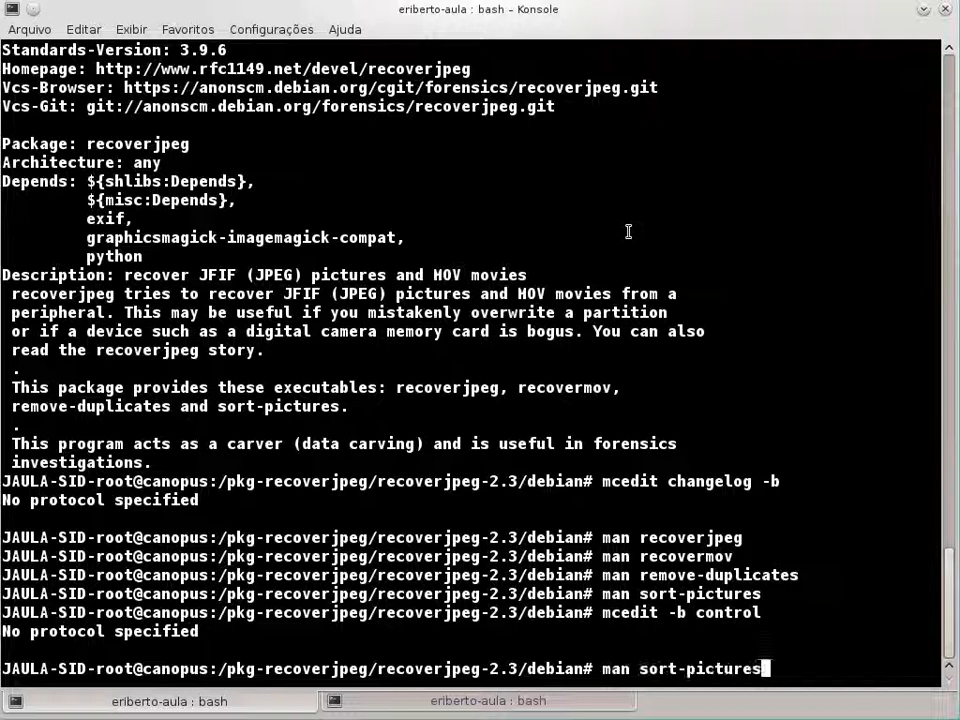 eriberto-aula : bash – Konsole
Arquivo Editar Exibir Favoritos Configurações Ajuda
Standards-Version: 3.9.6
Homepage: http://www.rfc1149.net/devel/recoverjpeg
Vcs-Browser: https://anonscm.debian.org/cgit/forensics/recoverjpeg.git
Vcs-Git: git://anonscm.debian.org/forensics/recoverjpeg.git
Package: recoverjpeg
Architecture: any
Depends: ${shlibs:Depends},
${misc:Depends},
exif,
graphicsmagick-imagemagick-compat,
python
Description: recover JFIF (JPEG) pictures and MOV movies
recoverjpeg tries to recover JFIF (JPEG) pictures and MOV movies from a
peripheral. This may be useful if you mistakenly overwrite a partition
or if a device such as a digital camera memory card is bogus. You can also
read the recoverjpeg story.
.
This package provides these executables: recoverjpeg, recovermov,
remove-duplicates and sort-pictures.
.
This program acts as a carver (data carving) and is useful in forensics
investigations.
JAULA-SID-root@canopus:/pkg-recoverjpeg/recoverjpeg-2.3/debian# mcedit changelog -b
No protocol specified
JAULA-SID-root@canopus:/pkg-recoverjpeg/recoverjpeg-2.3/debian# man recoverjpeg
JAULA-SID-root@canopus:/pkg-recoverjpeg/recoverjpeg-2.3/debian# man recovermov
JAULA-SID-root@canopus:/pkg-recoverjpeg/recoverjpeg-2.3/debian# man remove-duplicates
JAULA-SID-root@canopus:/pkg-recoverjpeg/recoverjpeg-2.3/debian# man sort-pictures
JAULA-SID-root@canopus:/pkg-recoverjpeg/recoverjpeg-2.3/debian# mcedit -b control
No protocol specified
JAULA-SID-root@canopus:/pkg-recoverjpeg/recoverjpeg-2.3/debian# man sort-pictures
eriberto-aula : bash eriberto-aula : bash